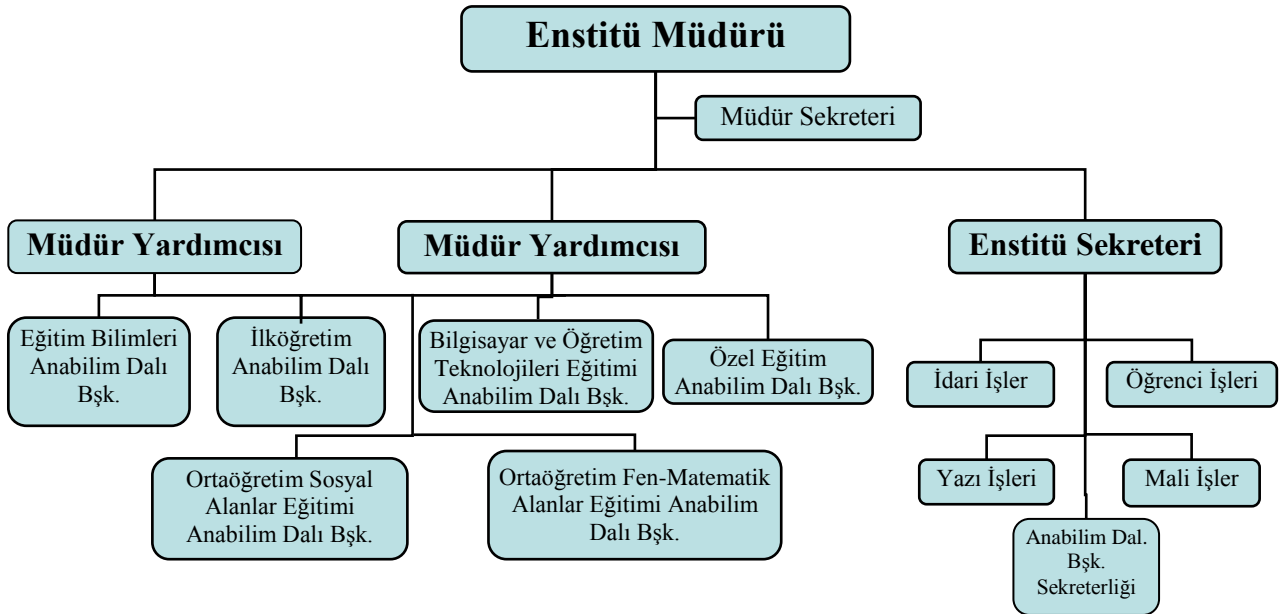 Enstitü Müdürü
Müdür Sekreteri
Müdür Yardımcısı
Müdür Yardımcısı
Enstitü Sekreteri
Eğitim Bilimleri
Anabilim Dalı
Bşk.
İlköğretim
Anabilim Dalı
Bşk.
Bilgisayar ve Öğretim
Teknolojileri Eğitimi
Anabilim Dalı Bşk.
Özel Eğitim
Anabilim Dalı Bşk.
İdari İşler
Öğrenci İşleri
Ortaöğretim Sosyal
Alanlar Eğitimi
Anabilim Dalı Bşk.
Ortaöğretim Fen-Matematik
Alanlar Eğitimi Anabilim
Dalı Bşk.
Yazı İşleri
Mali İşler
Anabilim Dal.
Bşk.
Sekreterliği